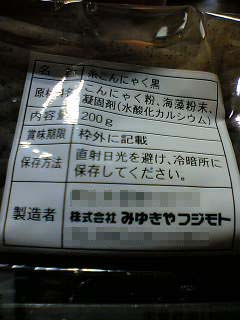 名 称 糸こんにゃく黒
原材料名 こんにゃく粉、海藻粉末、
凝固剤(水酸化カルシウム)
内容量 200g
賞味期限 枠外に記載
保存方法 直射日光を避け、冷暗所に
保存してください。
製造者 株式会社 みゆきやフジモト